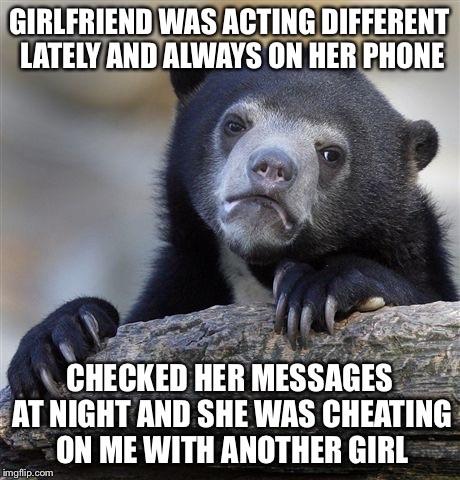 GIRLFRIEND WAS ACTING DIFFERENT
LATELY AND ALWAYS ON HER PHONE
CHECKED HER MESSAGES
AT NIGHT AND SHE WAS CHEATING
ON ME WITH ANOTHER GIRL
imgflip.com